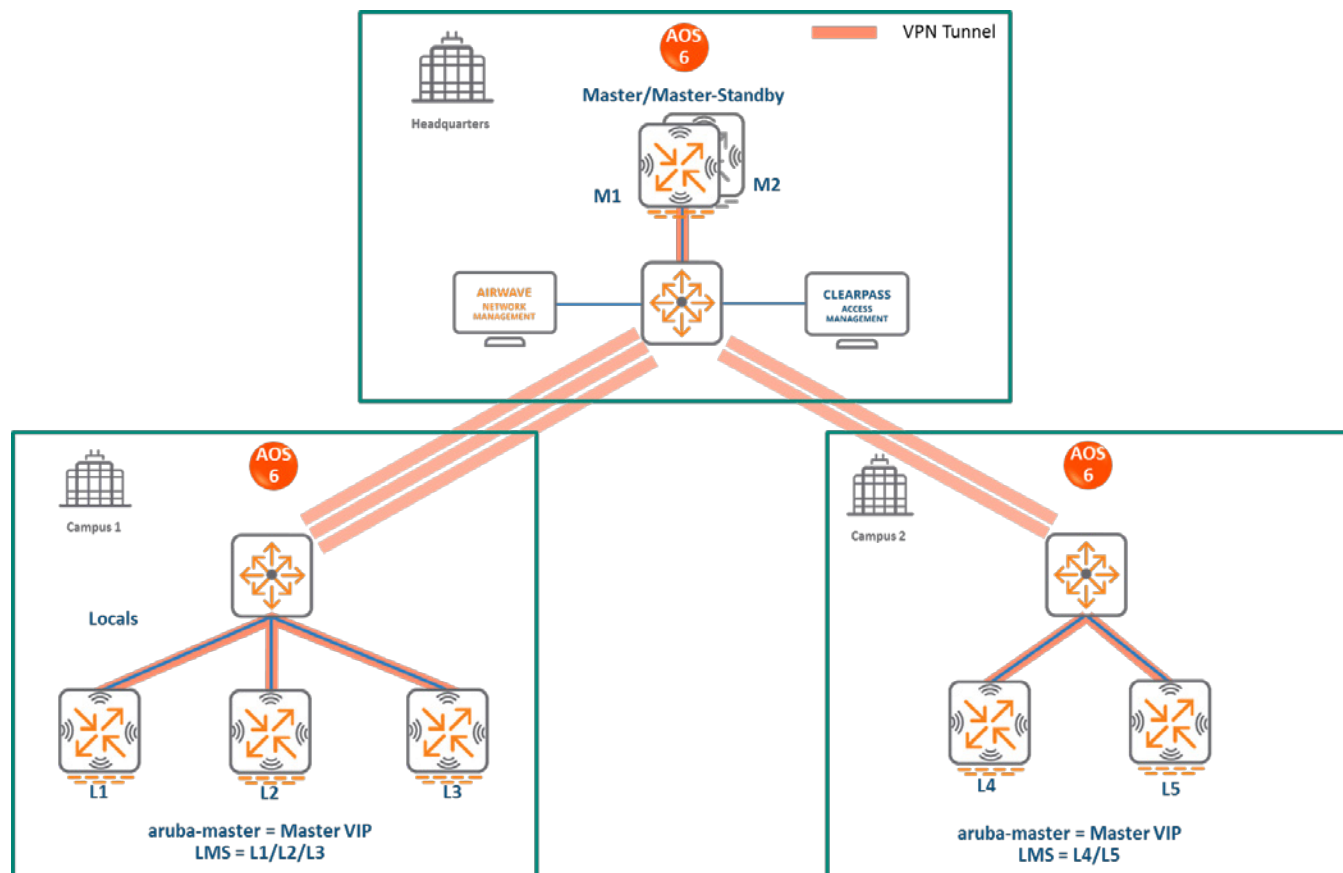 AOS
6
VPN Tunnel
Master/Master-Standby
Headquarters
M1
M2
AIRWAVE
NETWORK
MANAGEMENT
CLEARPASS
ACCESS
MANAGEMENT
AOS
6
Campus 1
Locals
L1
L2
L3
aruba-master = Master VIP
LMS = L1/L2/L3
AOS
6
Campus 2
L4
L5
aruba-master = Master VIP
LMS = L4/L5